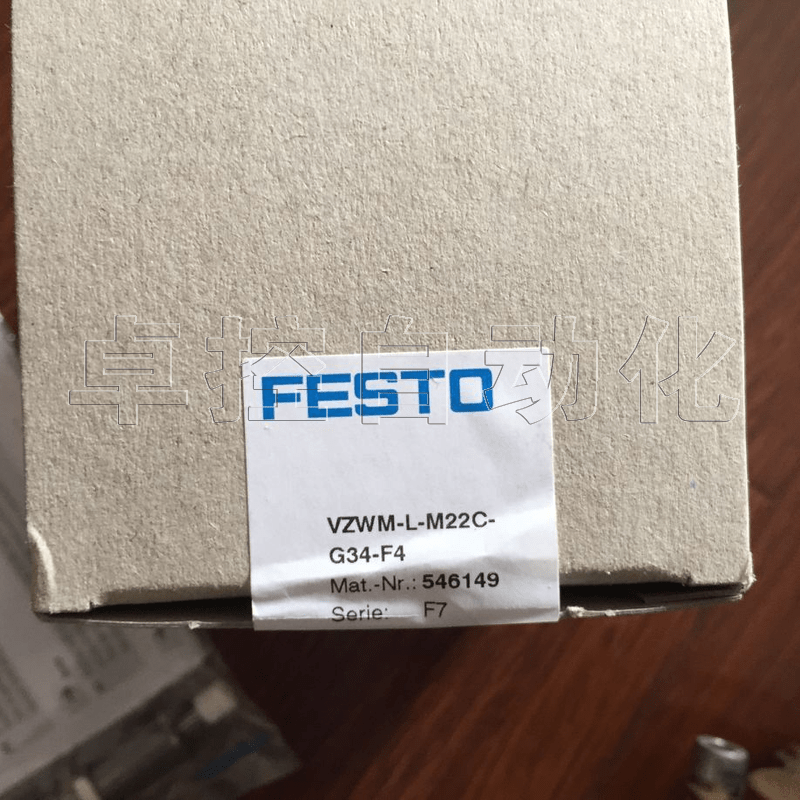 卓控自动化
FESTO
VZWM-L-M22C-
G34-F4
Mat.-Nr.: 546149
Serie: F7